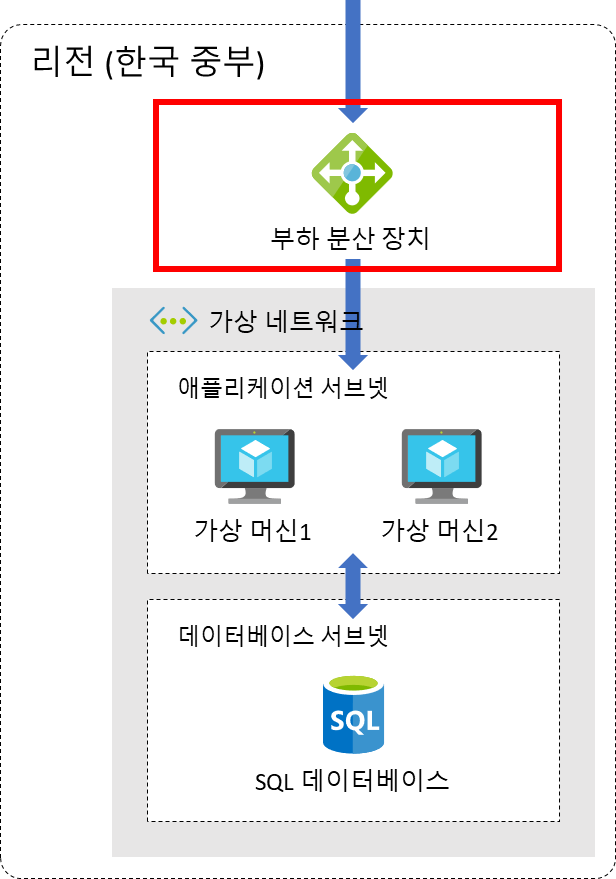 리전 (한국 중부)
부하 분산 장치
가상 네트워크
애플리케이션 서브넷
가상 머신1
가상 머신2
데이터베이스 서브넷
SQL
SQL 데이터베이스